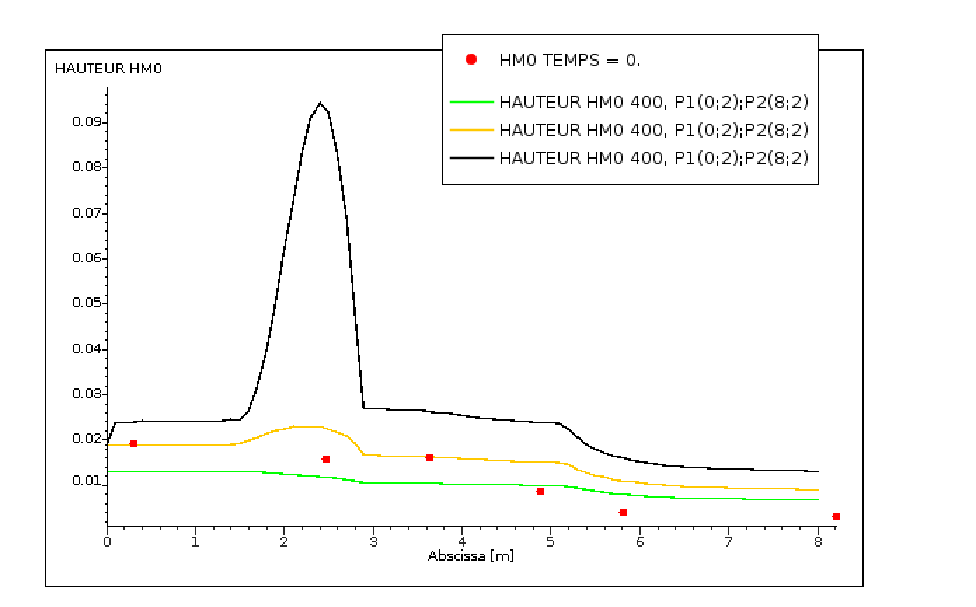 HM0 TEMPS = 0.
HAUTEUR HM0
HAUTEUR HM0 400, P1(0;2);P2(8;2)
HAUTEUR HM0 400, P1(0;2);P2(8;2)
HAUTEUR HM0 400, P1(0;2);P2(8;2)
0.09
0.08
0.07
0.06
0.05
0.04
0.03
0.02
0.01
0 1 2 3 4 5 6 7 8
Abscissa [m]